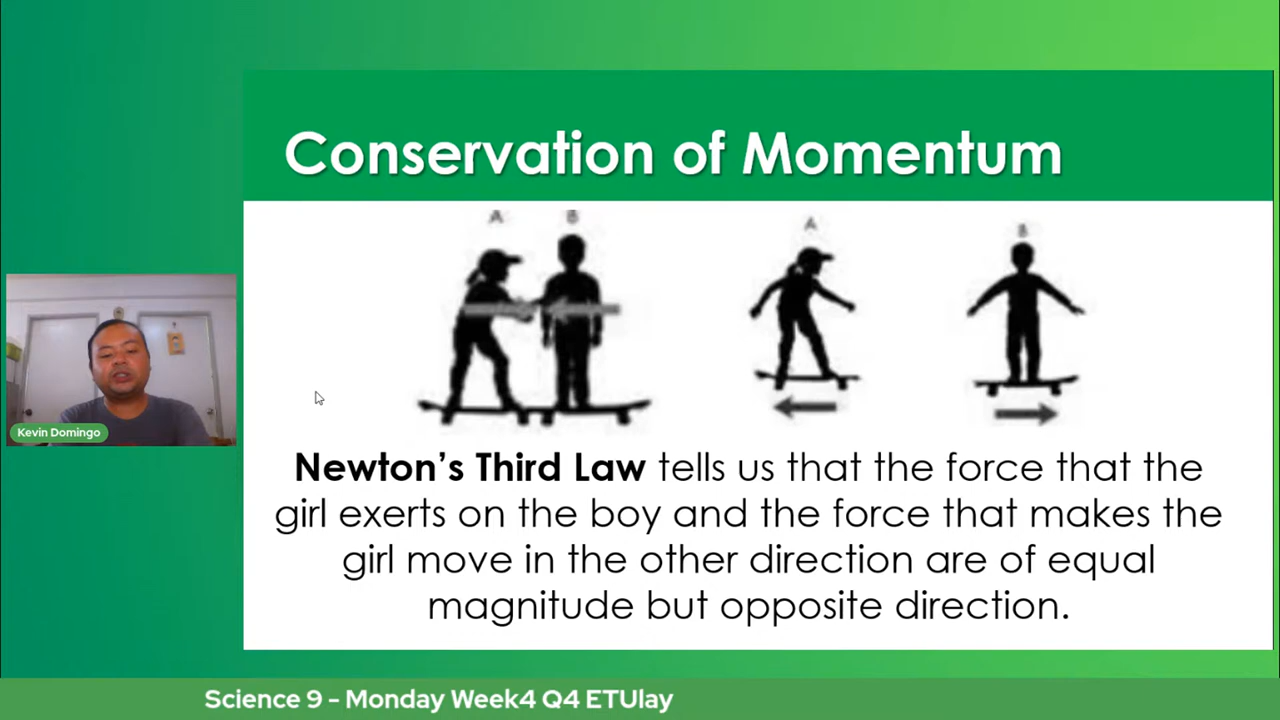 Conservation of Momentum
A B A B
Newton's Third Law tells us that the force that the
girl exerts on the boy and the force that makes the
girl move in the other direction are of equal
magnitude but opposite direction.
Kevin Domingo
Science 9 - Monday Week4 Q4 ETUlay